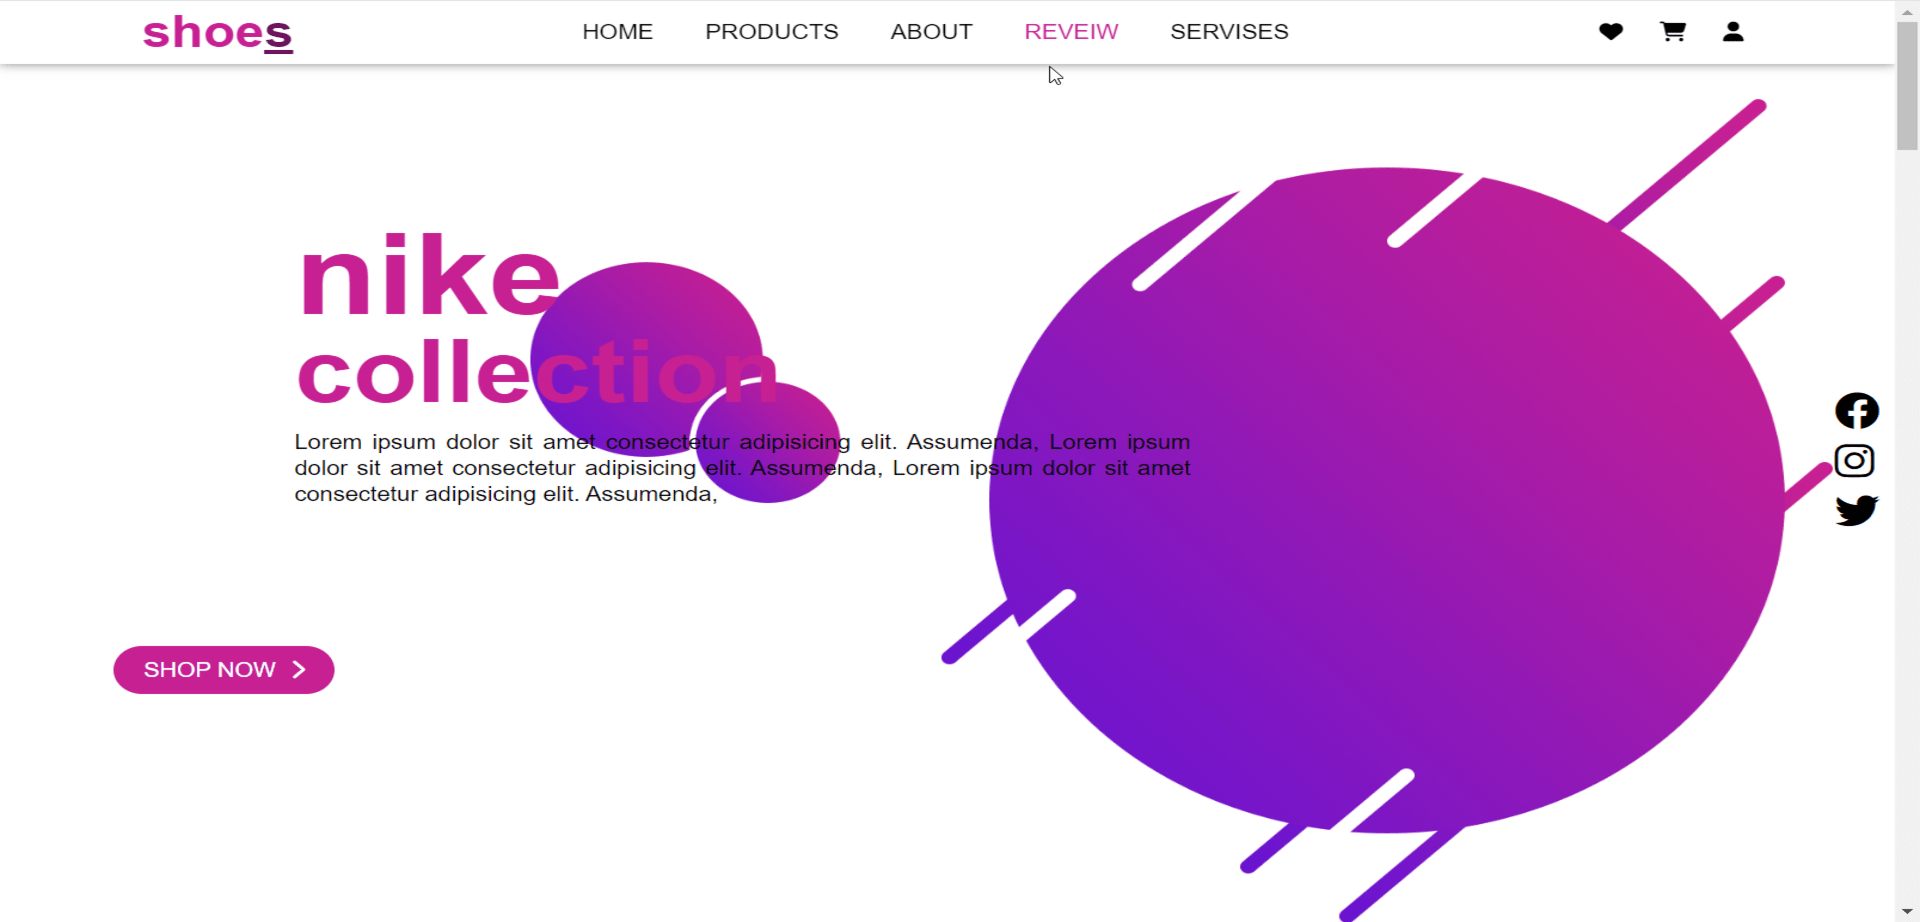 shoes
HOME PRODUCTS ABOUT REVEIW SERVISES
nike
collection
Lorem ipsum dolor sit amet consectetur adipisicing elit. Assumenda, Lorem ipsum
dolor sit amet consectetur adipisicing elit. Assumenda, Lorem ipsum dolor sit amet
consectetur adipisicing elit. Assumenda,
SHOP NOW